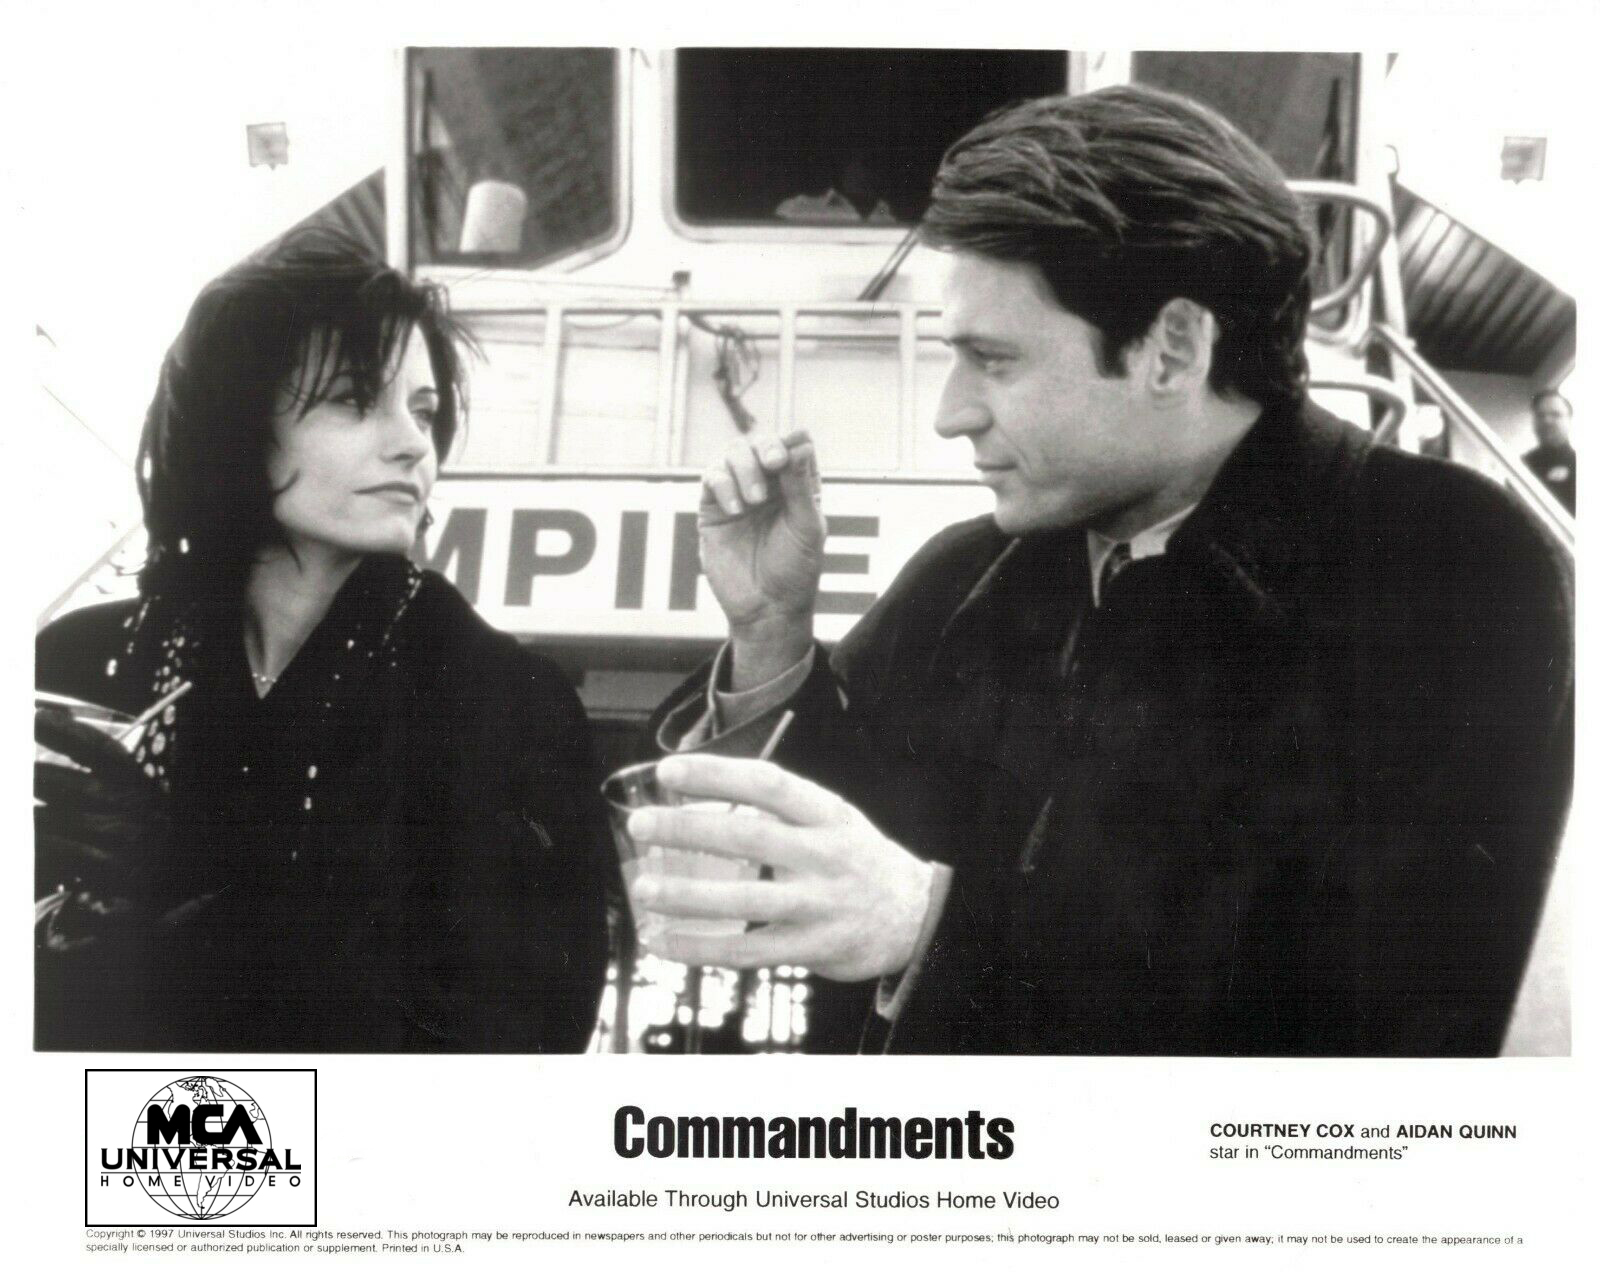 MPIRE
MCA
UNIVERSAL
HOME VIDEO
Commandments
Available Through Universal Studios Home Video
COURTNEY COX and AIDAN QUINN
star in “Commandments”
Copyright © 1997 Universal Studios Inc. All rights reserved. This photograph may be reproduced in newspapers and other periodicals but not for other advertising or poster purposes; this photograph may not be sold, leased or given away; it may not be used to create the appearance of a
specially licensed or authorized publication or supplement. Printed in U.S.A.